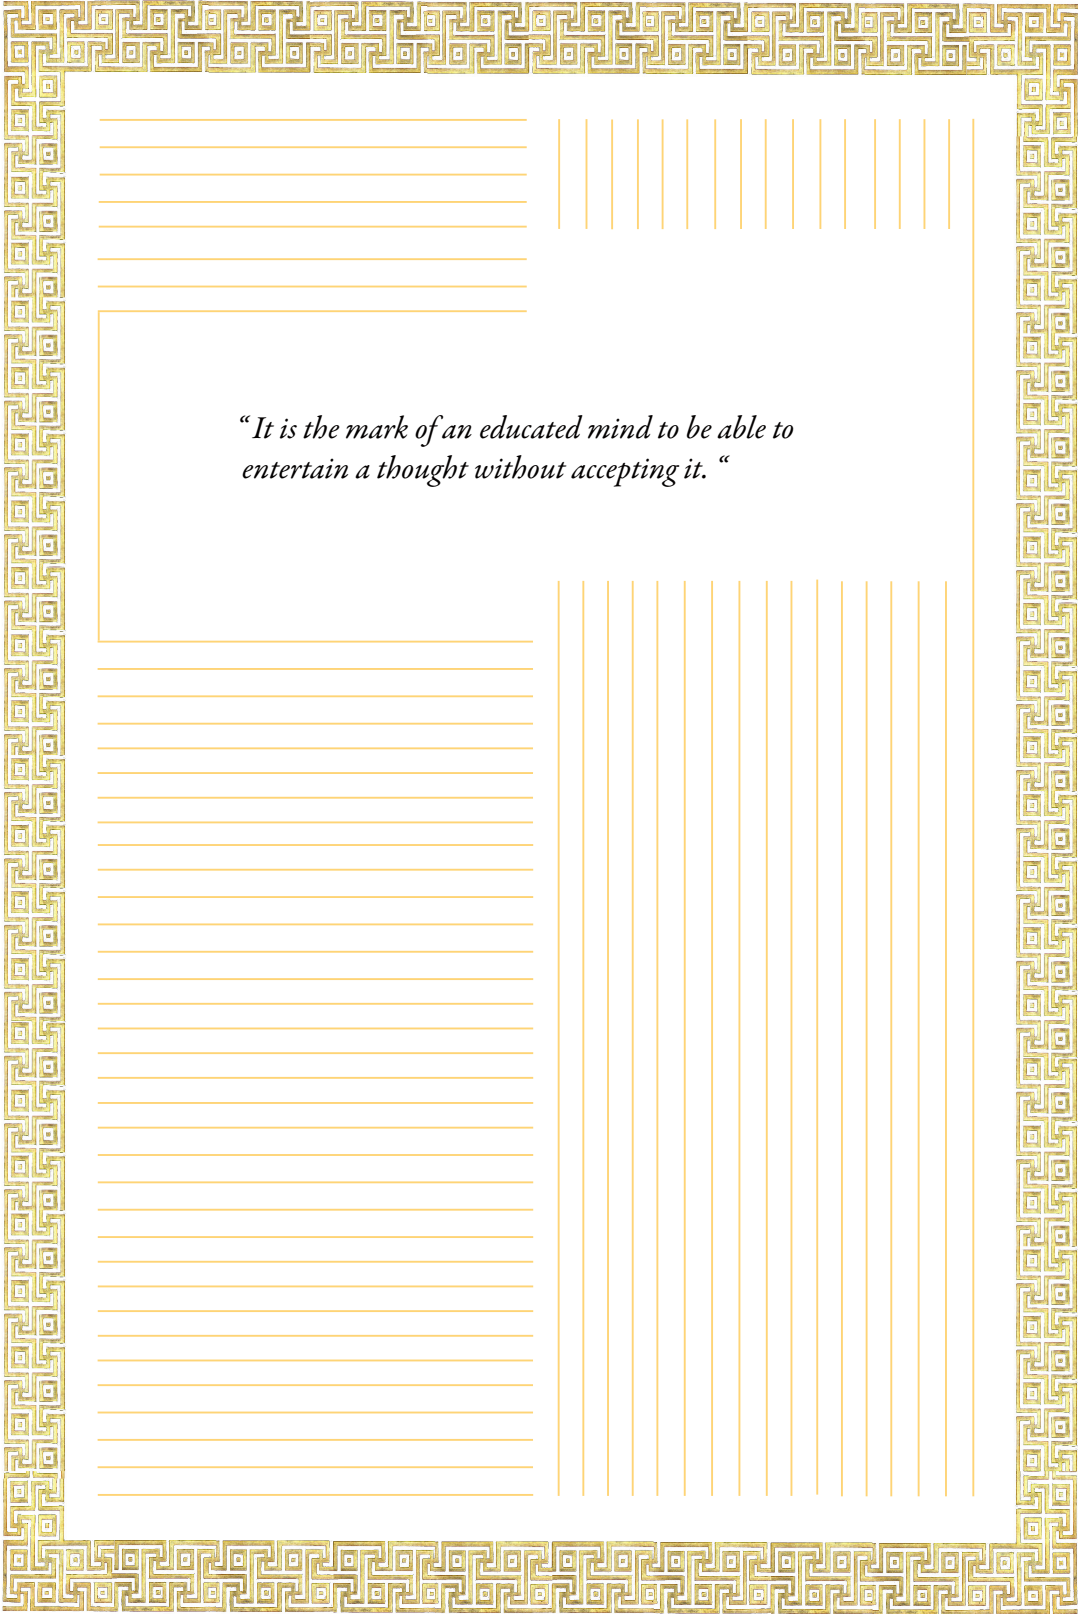 “ It is the mark of an educated mind to be able to
entertain a thought without accepting it. “